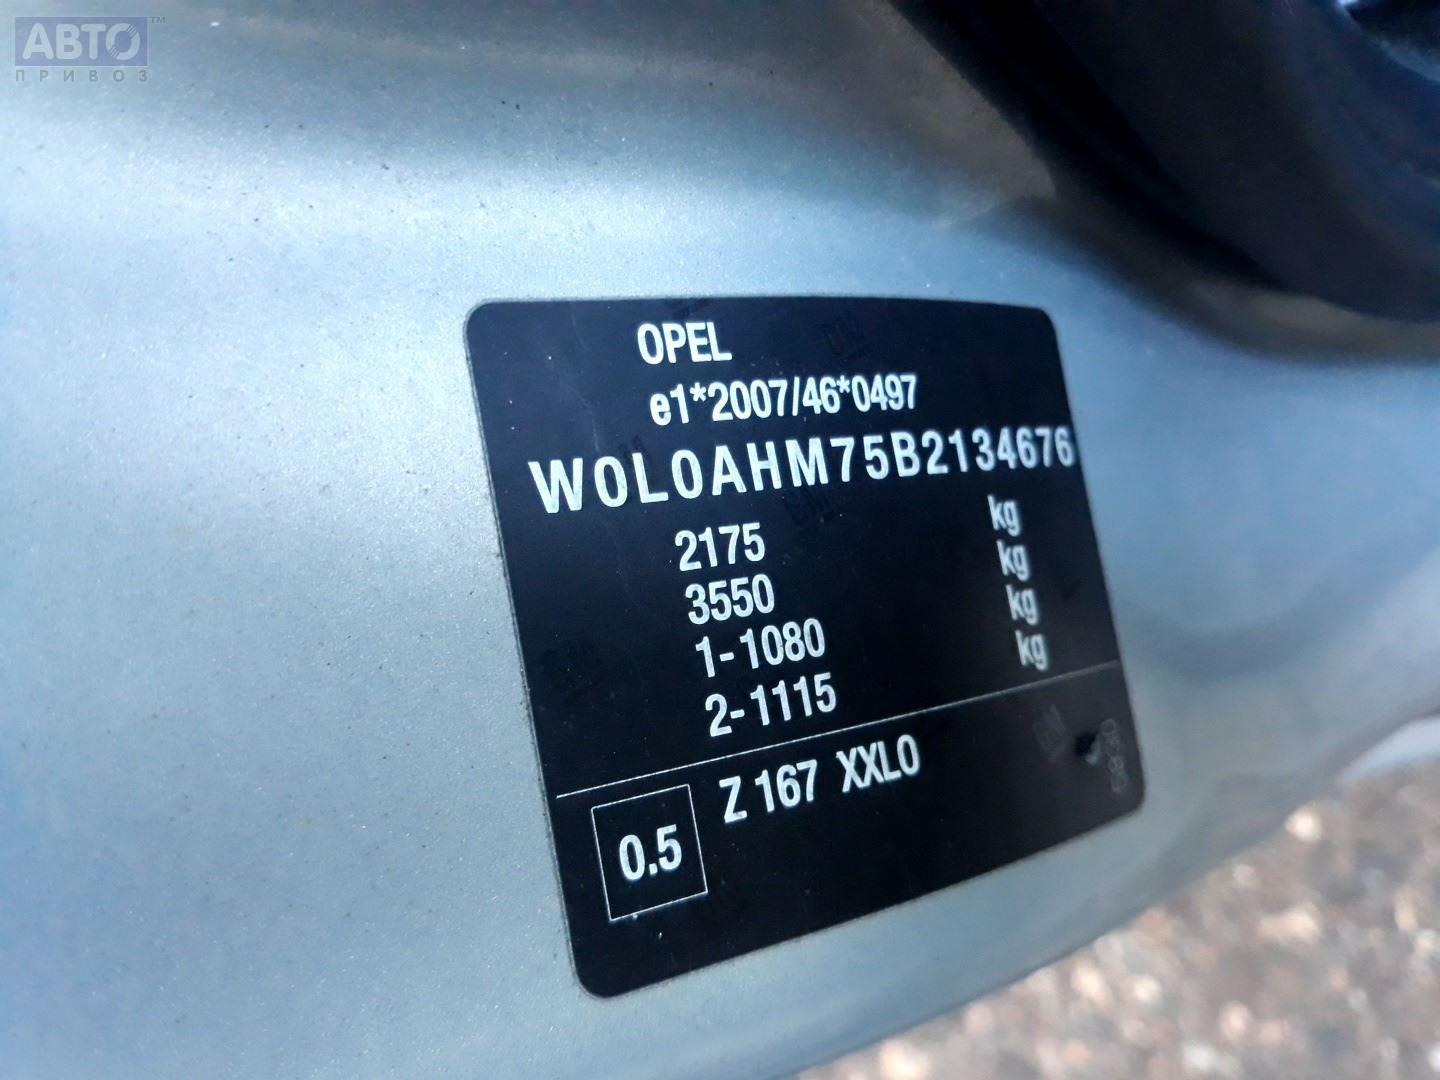 АВТО™
ПРИВОЗ
OPEL
e1*2007/46*0497
W0L0AHM75B2134676
2175 kg
3550 kg
1-1080 kg
2-1115 kg
0.5 Z 167 XXL0